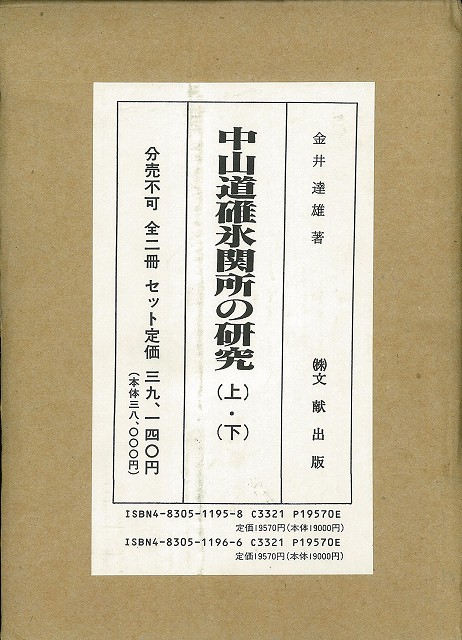 金井達雄著
㈱文献出版
中山道碓氷関所の研究
(上)・(下)
分売不可 全二冊 セット定価 三九、一四〇円
(本体三八、〇〇〇円)
ISBN4-8305-1195-8 C3321 P19570E
定価19570円(本体19000円)
ISBN4-8305-1196-6 C3321 P19570E
定価19570円(本体19000円)